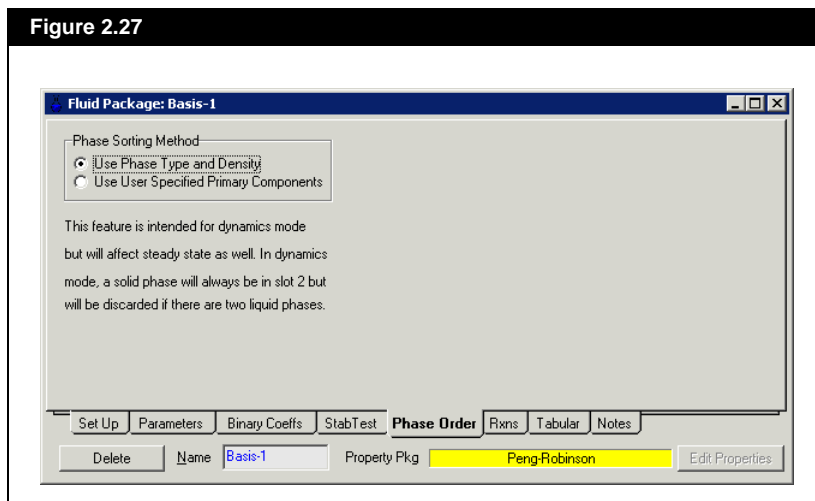 Figure 2.27
Fluid Package: Basis-1
Phase Sorting Method
Use Phase Type and Density
Use User Specified Primary Components
This feature is intended for dynamics mode
but will affect steady state as well. In dynamics
mode, a solid phase will always be in slot 2 but
will be discarded if there are two liquid phases.
Set Up Parameters Binary Coeffs StabTest Phase Order Rxns Tabular Notes
Delete Name Basis-1 Property Pkg Peng-Robinson Edit Properties